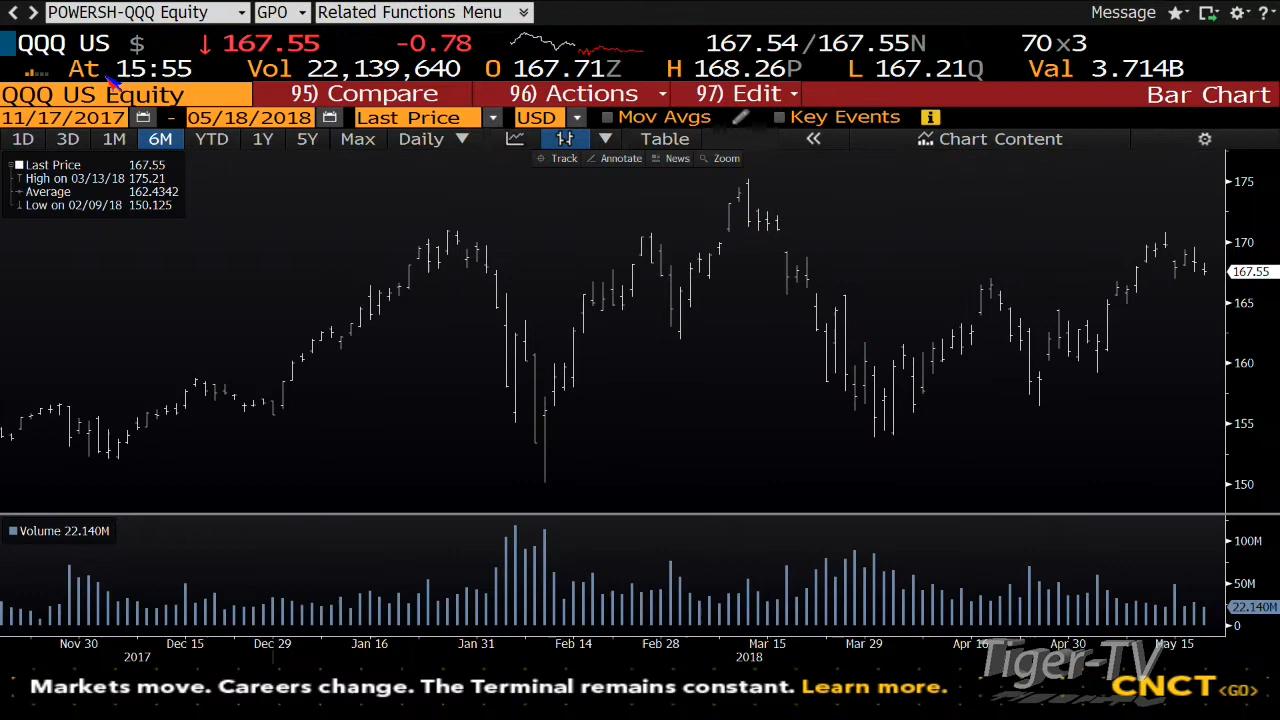 POWERSH-QQQ Equity GPO Related Functions Menu Message ?
QQQ US $ ↓ 167.55 -0.78 167.54/167.55N 70x3
At 15:55 Vol 22,139,640 O 167.71Z H 168.26P L 167.21Q Val 3.714B
QQQ US Equity 95) Compare 96) Actions 97) Edit Bar Chart
11/17/2017 - 05/18/2018 Last Price USD Mov Avgs Key Events i
1D 3D 1M 6M YTD 1Y 5Y Max Daily ▼ Table « Chart Content
Track Annotate News Zoom
Last Price 167.55
High on 03/13/18 175.21
Average 162.4342
Low on 02/09/18 150.125
175
170
167.55
165
160
155
150
Volume 22.140M
100M
50M
22.140M
0
Nov 30 Dec 15 Dec 29 Jan 16 Jan 31 Feb 14 Feb 28 Mar 15 Mar 29 Apr 16 Apr 30 May 15
2017 2018
Tiger-TV
Markets move. Careers change. The Terminal remains constant. Learn more. CNCT <GO>